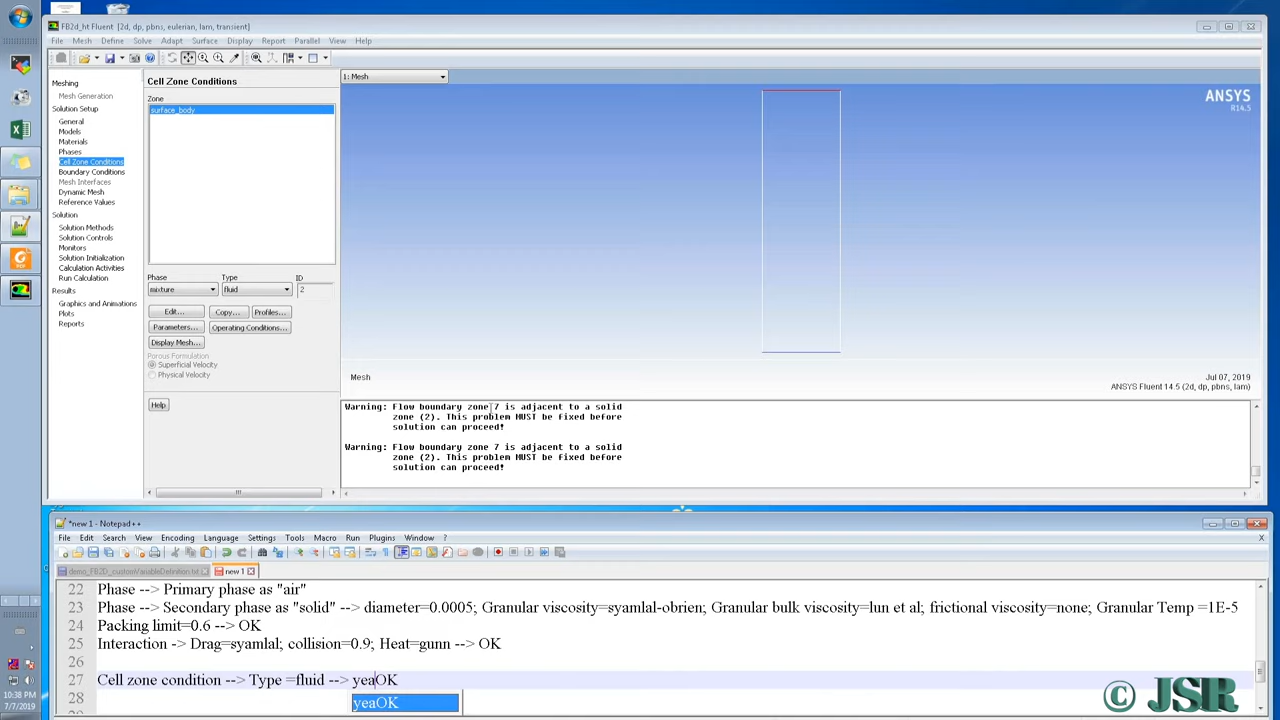 FB2d_ht Fluent [2d, dp, pbns, eulerian, lam, transient]
File Mesh Define Solve Adapt Surface Display Report Parallel View Help
Meshing
Mesh Generation
Solution Setup
General
Models
Materials
Phases
Cell Zone Conditions
Boundary Conditions
Mesh Interfaces
Dynamic Mesh
Reference Values
Solution
Solution Methods
Solution Controls
Monitors
Solution Initialization
Calculation Activities
Run Calculation
Results
Graphics and Animations
Plots
Reports
Cell Zone Conditions
Zone
surface_body
Phase Type ID
mixture fluid 2
Edit... Copy... Profiles...
Parameters... Operating Conditions...
Display Mesh...
Porous Formulation
Superficial Velocity
Physical Velocity
Help
1: Mesh
ANSYS
R14.5
Mesh
Jul 07, 2019
ANSYS Fluent 14.5 (2d, dp, pbns, lam)
Warning: Flow boundary zone 7 is adjacent to a solid
zone (2). This problem MUST be fixed before
solution can proceed!
Warning: Flow boundary zone 7 is adjacent to a solid
zone (2). This problem MUST be fixed before
solution can proceed!
*new 1 - Notepad++
File Edit Search View Encoding Language Settings Tools Macro Run Plugins Window ?
X
demo_FB2D_customVariableDefinition.txt new 1
22 Phase --> Primary phase as "air"
23 Phase --> Secondary phase as "solid" --> diameter=0.0005; Granular viscosity=syamlal-obrien; Granular bulk viscosity=lun et al; frictional viscosity=none; Granular Temp =1E-5
24 Packing limit=0.6 --> OK
25 Interaction -> Drag=syamlal; collision=0.9; Heat=gunn --> OK
26
27 Cell zone condition --> Type =fluid --> yeaOK
28
yeaOK
© JSR
10:38 PM
7/7/2019